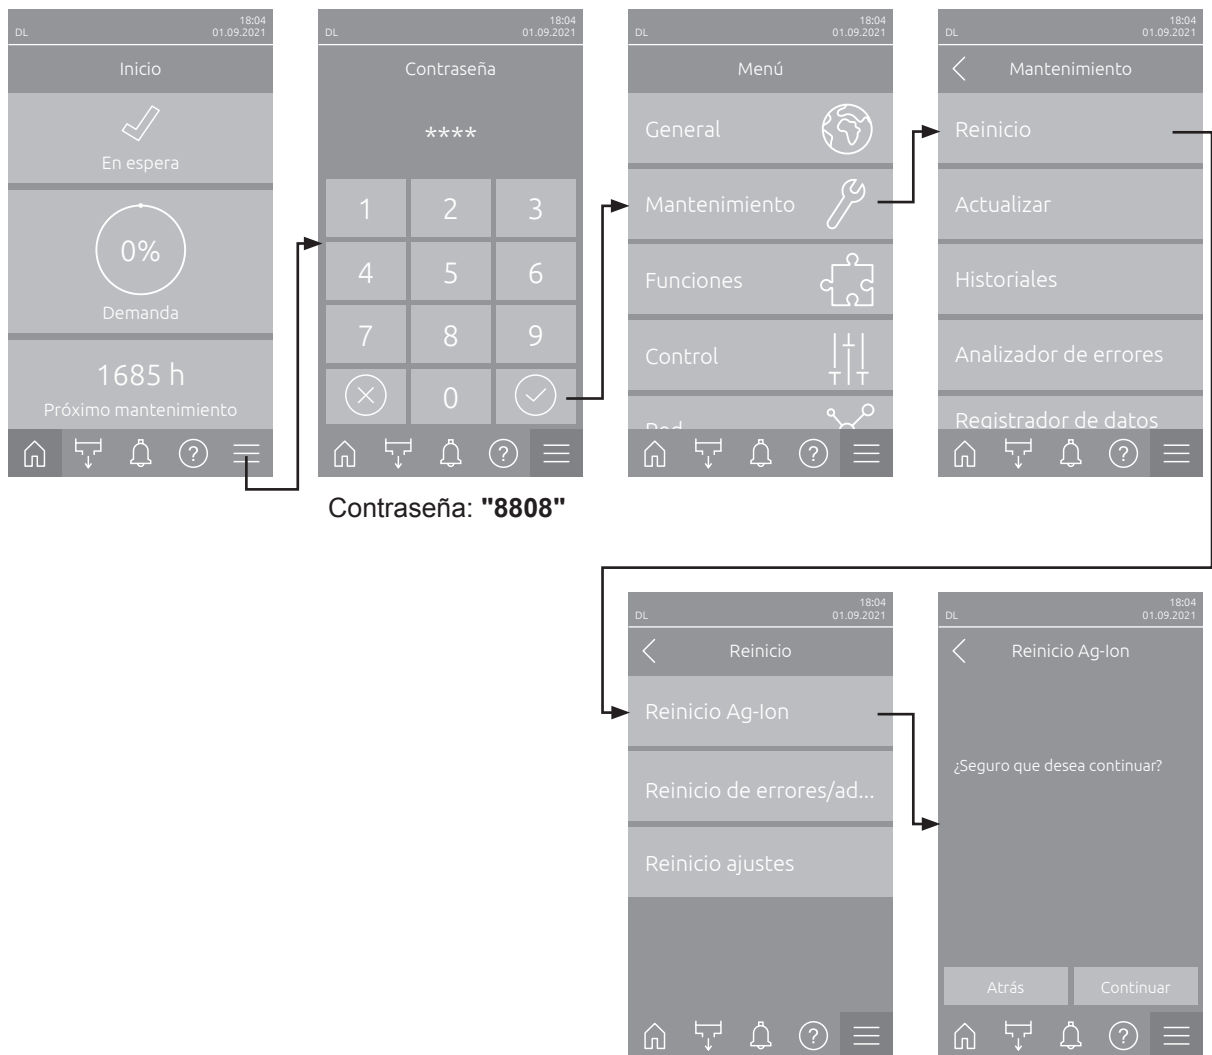 18:04
DL 01.09.2021
Inicio
En espera
0%
Demanda
1685 h
Próximo mantenimiento
?
18:04
DL 01.09.2021
Contraseña
****
1 2 3
4 5 6
7 8 9
0
?
Contraseña: "8808"
18:04
DL 01.09.2021
Menú
General
Mantenimiento
Funciones
Control
Red
?
18:04
DL 01.09.2021
Mantenimiento
Reinicio
Actualizar
Historiales
Analizador de errores
Registrador de datos
?
18:04
DL 01.09.2021
Reinicio
Reinicio Ag-Ion
Reinicio de errores/ad...
Reinicio ajustes
?
18:04
DL 01.09.2021
Reinicio Ag-Ion
¿Seguro que desea continuar?
Atrás Continuar
?